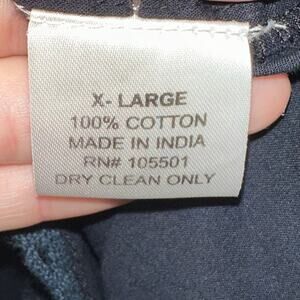 X- LARGE
100% COTTON
MADE IN INDIA
RN# 105501
DRY CLEAN ONLY